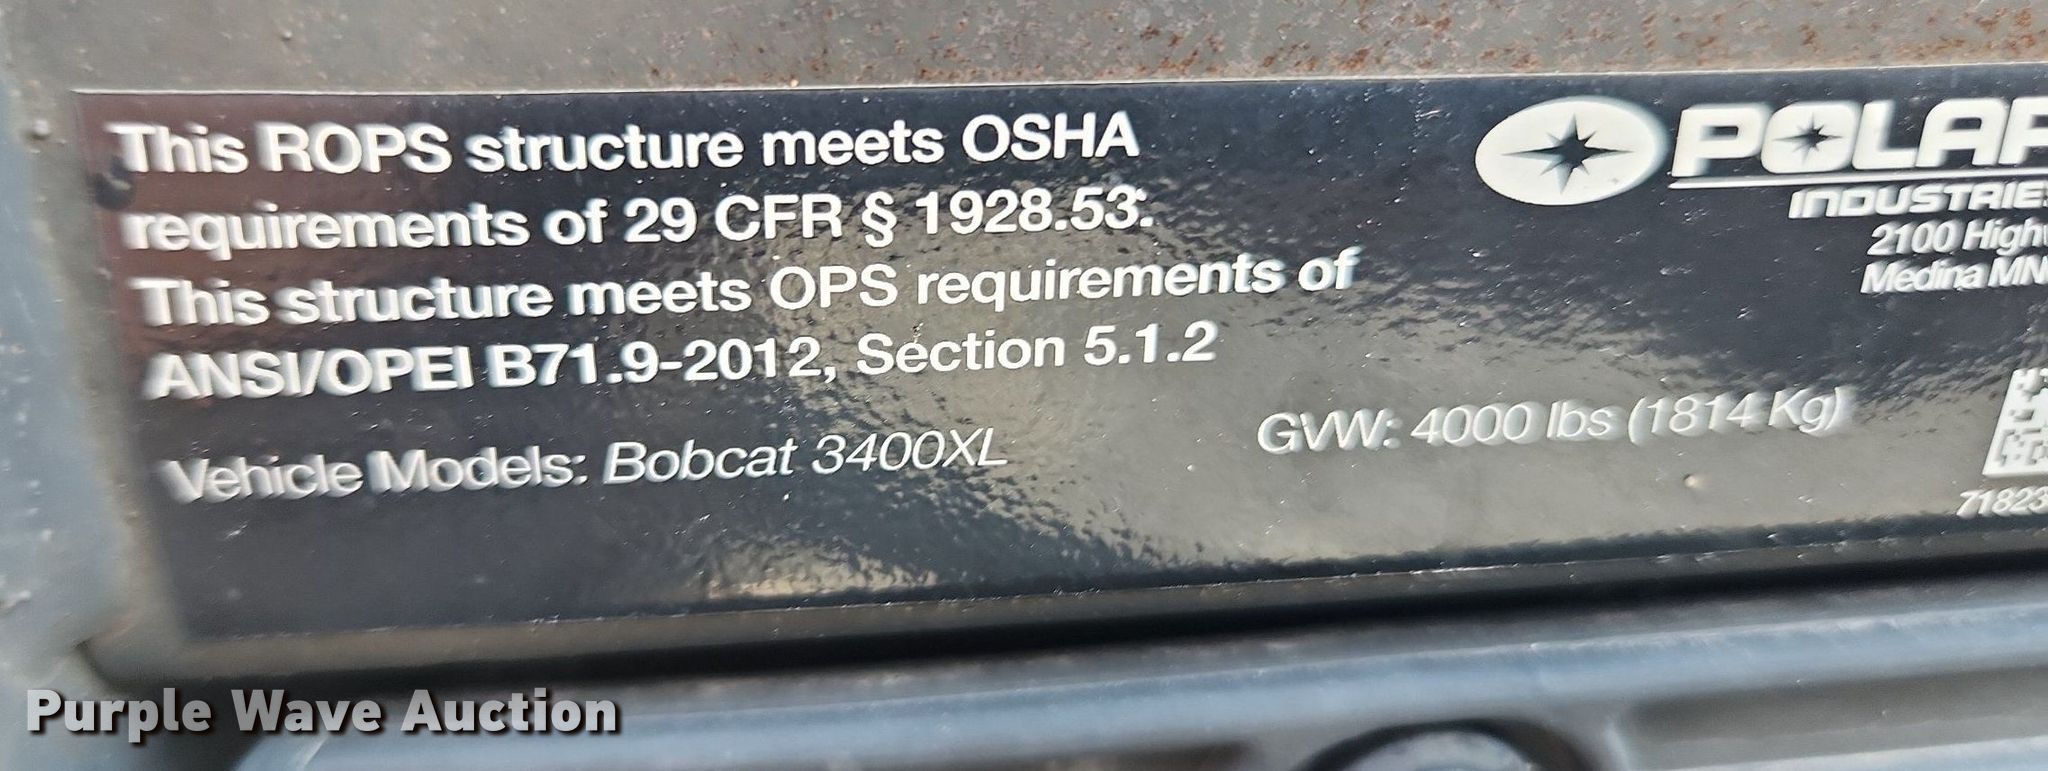 This ROPS structure meets OSHA
requirements of 29 CFR § 1928.53.
This structure meets OPS requirements of
ANSI/OPEI B71.9-2012, Section 5.1.2
Vehicle Models: Bobcat 3400XL
GVW: 4000 lbs (1814 Kg)
POLAR
INDUSTRIES
2100 High
Medina MN
71823
Purple Wave Auction